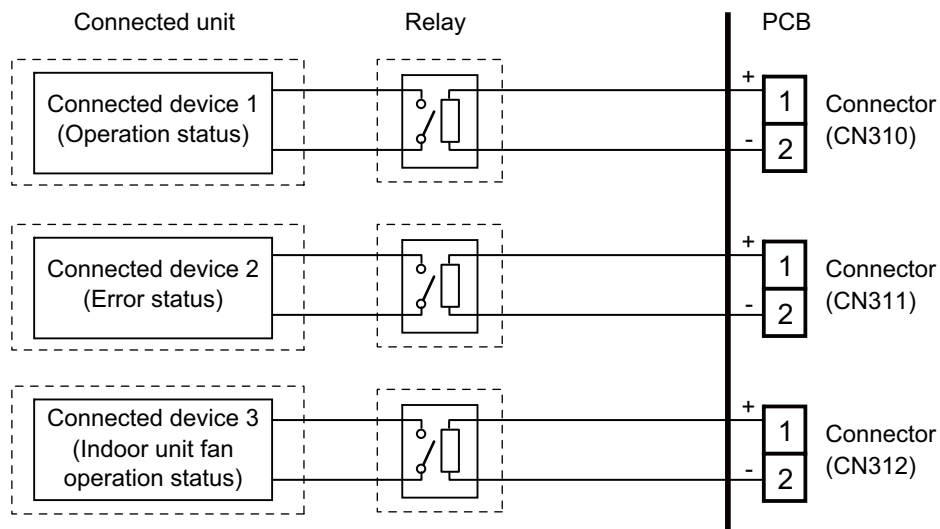 Connected unit
Relay
PCB
Connected device 1
(Operation status)
+
1
-
2
Connector
(CN310)
Connected device 2
(Error status)
+
1
-
2
Connector
(CN311)
Connected device 3
(Indoor unit fan
operation status)
+
1
-
2
Connector
(CN312)